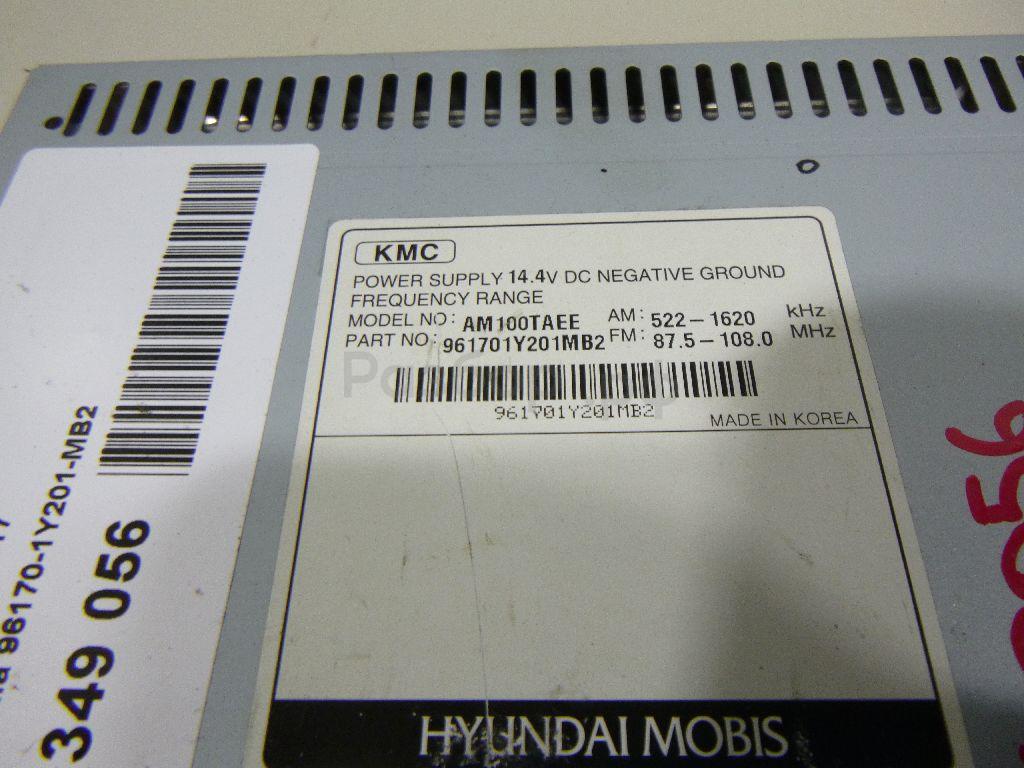 KMC
POWER SUPPLY 14.4V DC NEGATIVE GROUND
FREQUENCY RANGE
MODEL NO: AM100TAEE AM: 522-1620 kHz
PART NO: 961701Y201MB2 FM: 87.5-108.0 MHz
961701Y201MB2
MADE IN KOREA
HYUNDAI MOBIS
96170-1Y201-MB2
349 056
056